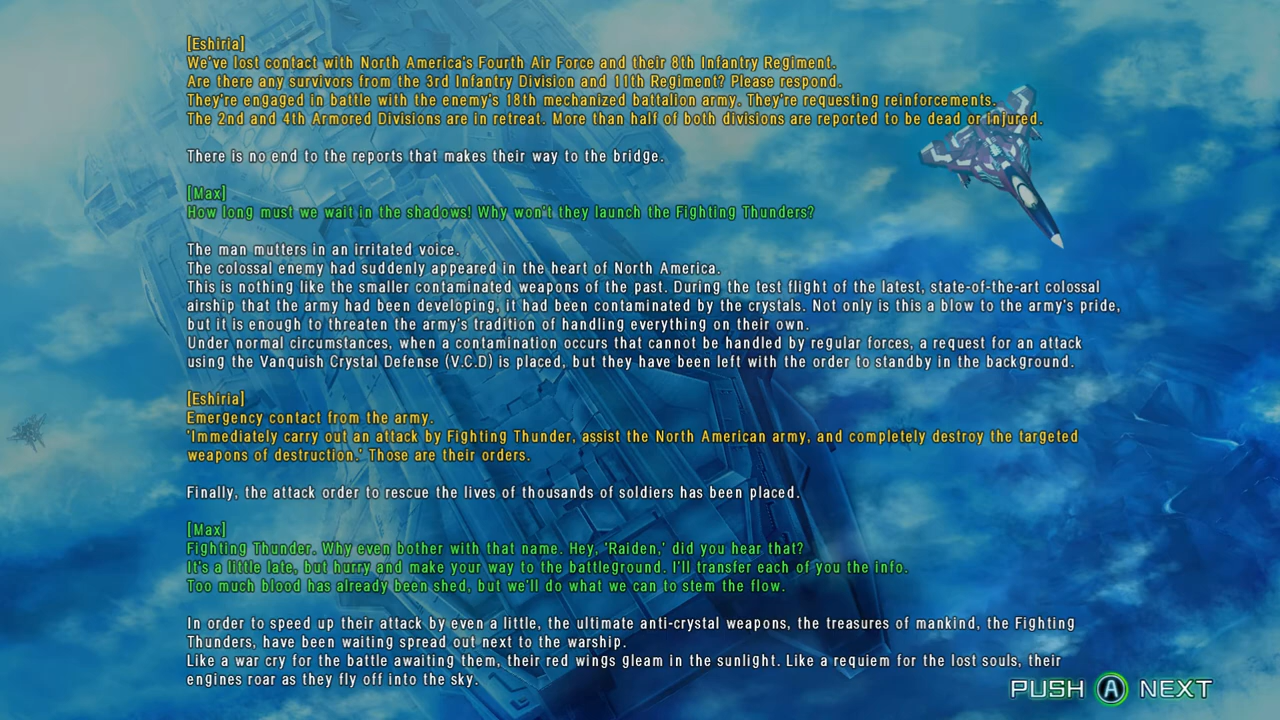 [Eshiria]
We've lost contact with North America's Fourth Air Force and their 8th Infantry Regiment.
Are there any survivors from the 3rd Infantry Division and 11th Regiment? Please respond.
They're engaged in battle with the enemy's 18th mechanized battalion army. They're requesting reinforcements.
The 2nd and 4th Armored Divisions are in retreat. More than half of both divisions are reported to be dead or injured.
There is no end to the reports that makes their way to the bridge.
[Max]
How long must we wait in the shadows! Why won't they launch the Fighting Thunders?
The man mutters in an irritated voice.
The colossal enemy had suddenly appeared in the heart of North America.
This is nothing like the smaller contaminated weapons of the past. During the test flight of the latest, state-of-the-art colossal
airship that the army had been developing, it had been contaminated by the crystals. Not only is this a blow to the army's pride,
but it is enough to threaten the army's tradition of handling everything on their own.
Under normal circumstances, when a contamination occurs that cannot be handled by regular forces, a request for an attack
using the Vanquish Crystal Defense (V.C.D) is placed, but they have been left with the order to standby in the background.
[Eshiria]
Emergency contact from the army.
'Immediately carry out an attack by Fighting Thunder, assist the North American army, and completely destroy the targeted
weapons of destruction.' Those are their orders.
Finally, the attack order to rescue the lives of thousands of soldiers has been placed.
[Max]
Fighting Thunder. Why even bother with that name. Hey, 'Raiden,' did you hear that?
It's a little late, but hurry and make your way to the battleground. I'll transfer each of you the info.
Too much blood has already been shed, but we'll do what we can to stem the flow.
In order to speed up their attack by even a little, the ultimate anti-crystal weapons, the treasures of mankind, the Fighting
Thunders, have been waiting spread out next to the warship.
Like a war cry for the battle awaiting them, their red wings gleam in the sunlight. Like a requiem for the lost souls, their
engines roar as they fly off into the sky.
PUSH A NEXT